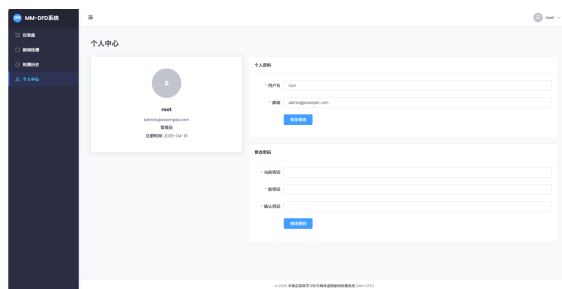 MM-DFD系统
root
仪表盘
新闻检测
检测历史
个人中心
个人中心
root
admin@example.com
管理员
注册时间: 2025-04-10
个人资料
* 用户名 root
* 邮箱 admin@example.com
保存修改
修改密码
* 当前密码
* 新密码
* 确认密码
修改密码